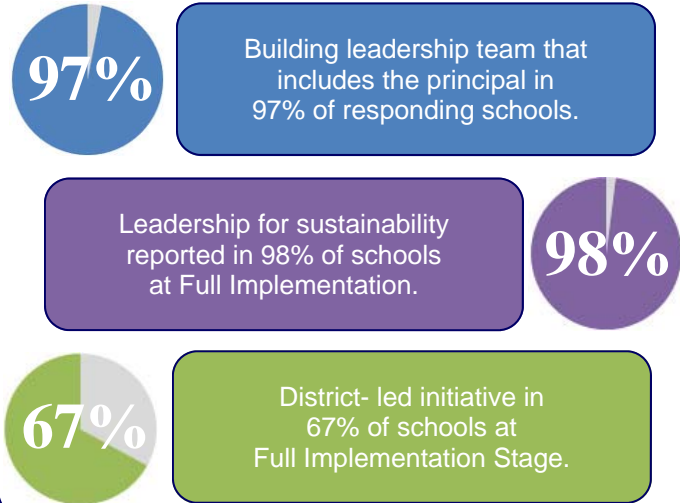 97%
Building leadership team that
includes the principal in
97% of responding schools.
Leadership for sustainability
reported in 98% of schools
at Full Implementation.
98%
67%
District- led initiative in
67% of schools at
Full Implementation Stage.